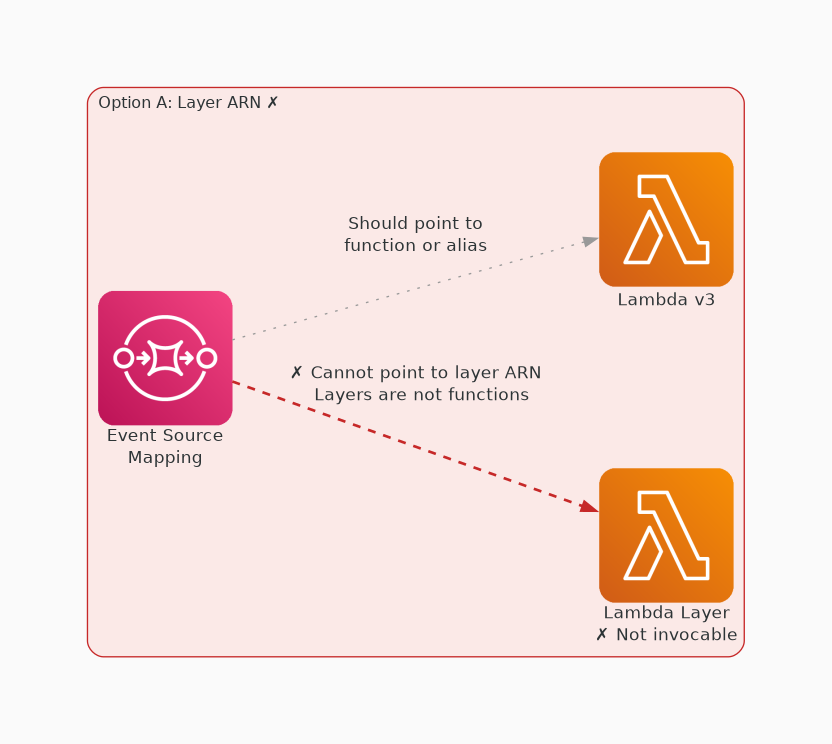 Option A: Layer ARN ✗
Should point to
function or alias
Lambda v3
✗ Cannot point to layer ARN
Layers are not functions
Event Source
Mapping
Lambda Layer
✗ Not invocable